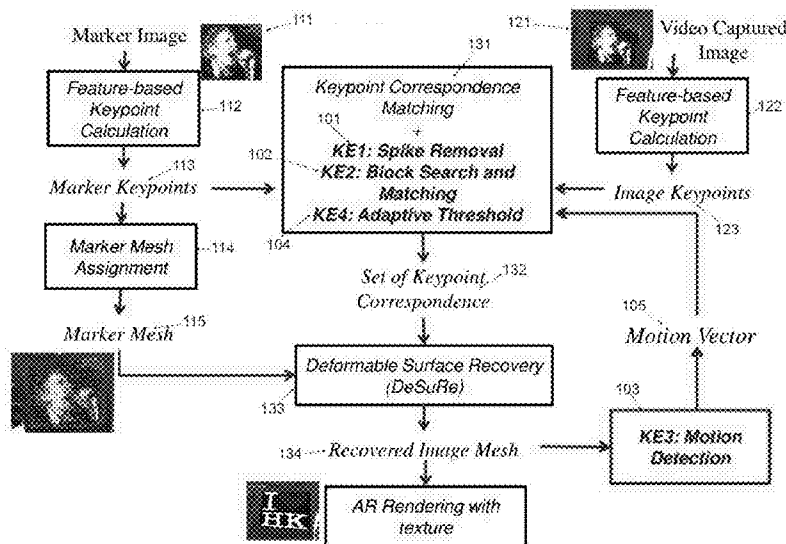 Marker Image
111
121
Video Captured
Image
131
Feature-based
Keypoint
Calculation
112
Keypoint Correspondence
Matching
+
101
KE1: Spike Removal
102
KE2: Block Search and
Matching
KE4: Adaptive Threshold
104
Feature-based
Keypoint
Calculation
122
113
Marker Keypoints
Image Keypoints
123
Marker Mesh
Assignment
114
Set of Keypoint
Correspondence
132
115
Marker Mesh
105
Motion Vector
Deformable Surface Recovery
(DeSuRe)
133
103
KE3: Motion
Detection
134
Recovered Image Mesh
I
HK
AR Rendering with
texture